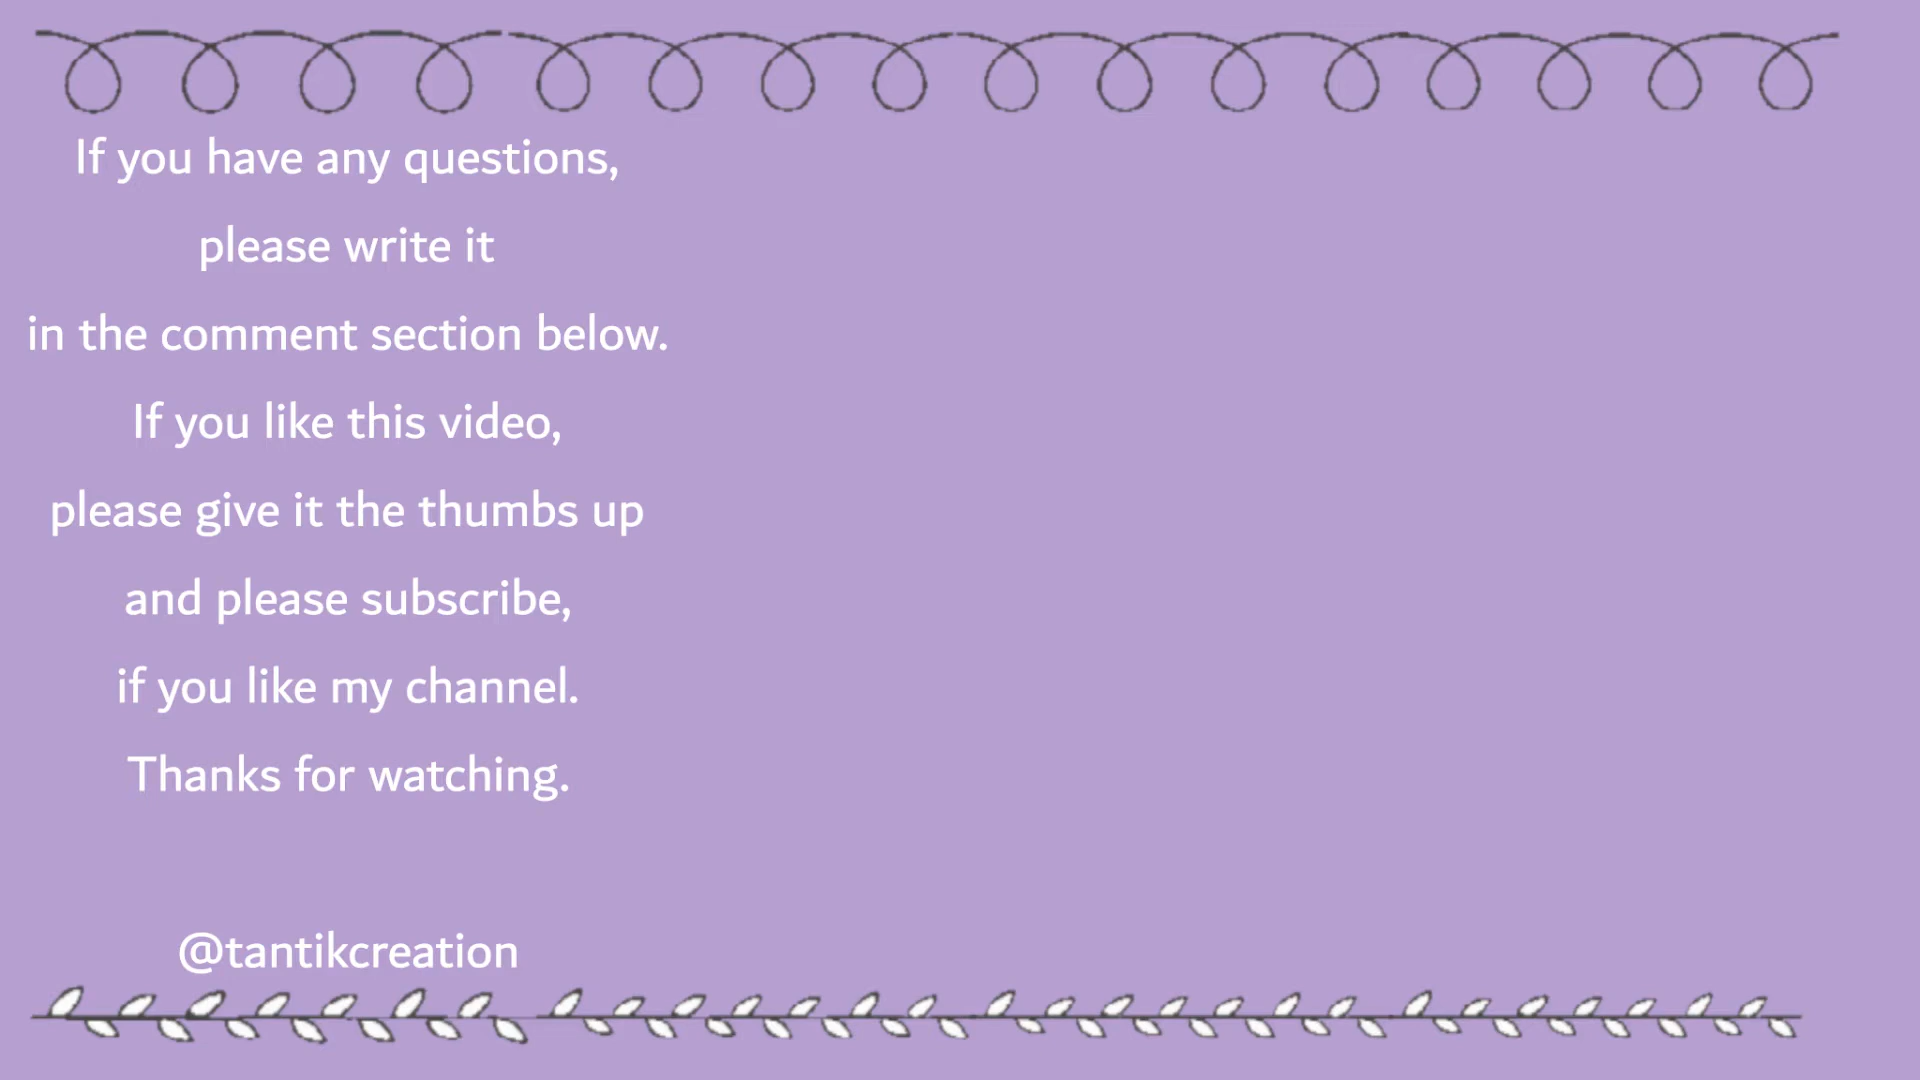 If you have any questions,
please write it
in the comment section below.
If you like this video,
please give it the thumbs up
and please subscribe,
if you like my channel.
Thanks for watching.
@tantikcreation